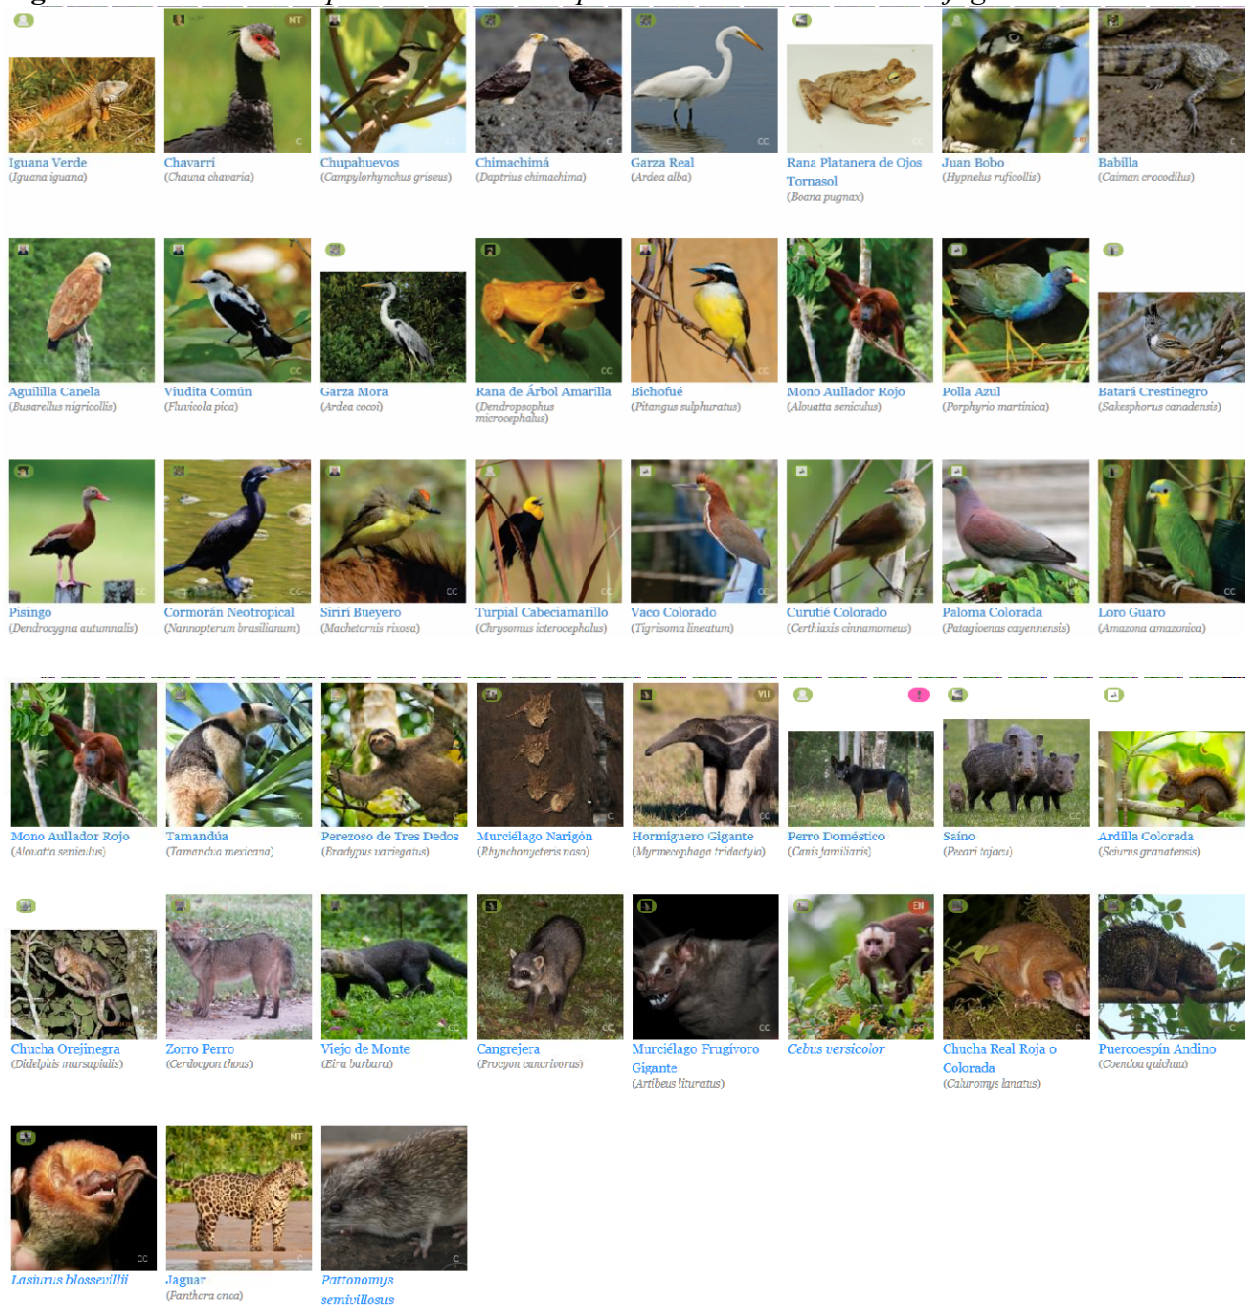 Iguana Verde
(Iguana iguana)
Chavarrí
(Chauna chavaria)
Chupahuevos
(Campylorhynchus griseus)
Chimachimá
(Daptrius chimachima)
Garza Real
(Ardea alba)
Rana Platanera de Ojos
Tornasol
(Boana pugnax)
Juan Bobo
(Hypnelus ruficollis)
Babilla
(Caiman crocodilus)
Aguililla Canela
(Busarellus nigricollis)
Viudita Común
(Fluvicola pica)
Garza Mora
(Ardea cocoi)
Rana de Árbol Amarilla
(Dendropsophus
microcephalus)
Bichofué
(Pitangus sulphuratus)
Mono Aullador Rojo
(Alouatta seniculus)
Polla Azul
(Porphyrio martinica)
Batará Crestinegro
(Sakesphorus canadensis)
Pisingo
(Dendrocygna autumnalis)
Cormorán Neotropical
(Nannopterum brasilianum)
Sirirí Bueyero
(Machetornis rixosa)
Turpial Cabeciamarillo
(Chrysomus icterocephalus)
Vaco Colorado
(Tigrisoma lineatum)
Curutié Colorado
(Certhiaxis cinnamomeus)
Paloma Colorada
(Patagioenas cayennensis)
Loro Guaro
(Amazona amazonica)
Mono Aullador Rojo
(Alouatta seniculus)
Tamandúa
(Tamandua mexicana)
Perezoso de Tres Dedos
(Bradypus variegatus)
Murciélago Narigón
(Rhynchonycteris naso)
VU
Hormiguero Gigante
(Myrmecophaga tridactyla)
Perro Doméstico
(Canis familiaris)
Saíno
(Pecari tajacu)
Ardilla Colorada
(Sciurus granatensis)
Chucha Orejinegra
(Didelphis marsupialis)
Zorro Perro
(Cerdocyon thous)
Viejo de Monte
(Eira barbara)
Cangrejera
(Procyon cancrivorus)
Murciélago Frugívoro
Gigante
(Artibeus lituratus)
EN
Cebus versicolor
Chucha Real Roja o
Colorada
(Caluromys lanatus)
Puercoespín Andino
(Coendou quichua)
Lasiurus blossevillii
NT
Jaguar
(Panthera onca)
Pattonomys
semivillosus